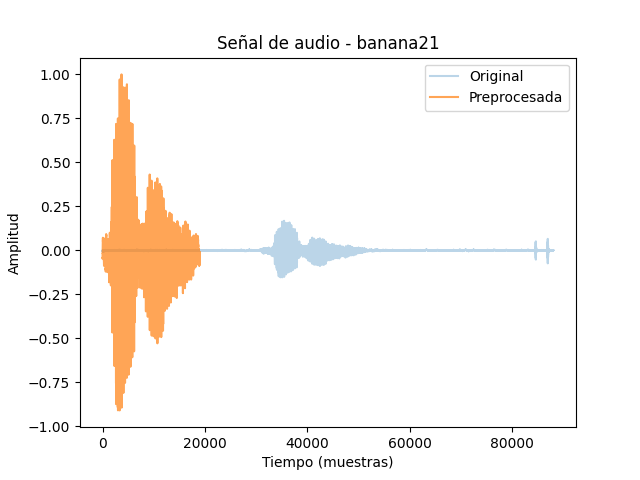 Señal de audio - banana21
Original
Preprocesada
1.00
0.75
0.50
0.25
0.00
−0.25
−0.50
−0.75
−1.00
Amplitud
0 20000 40000 60000 80000
Tiempo (muestras)